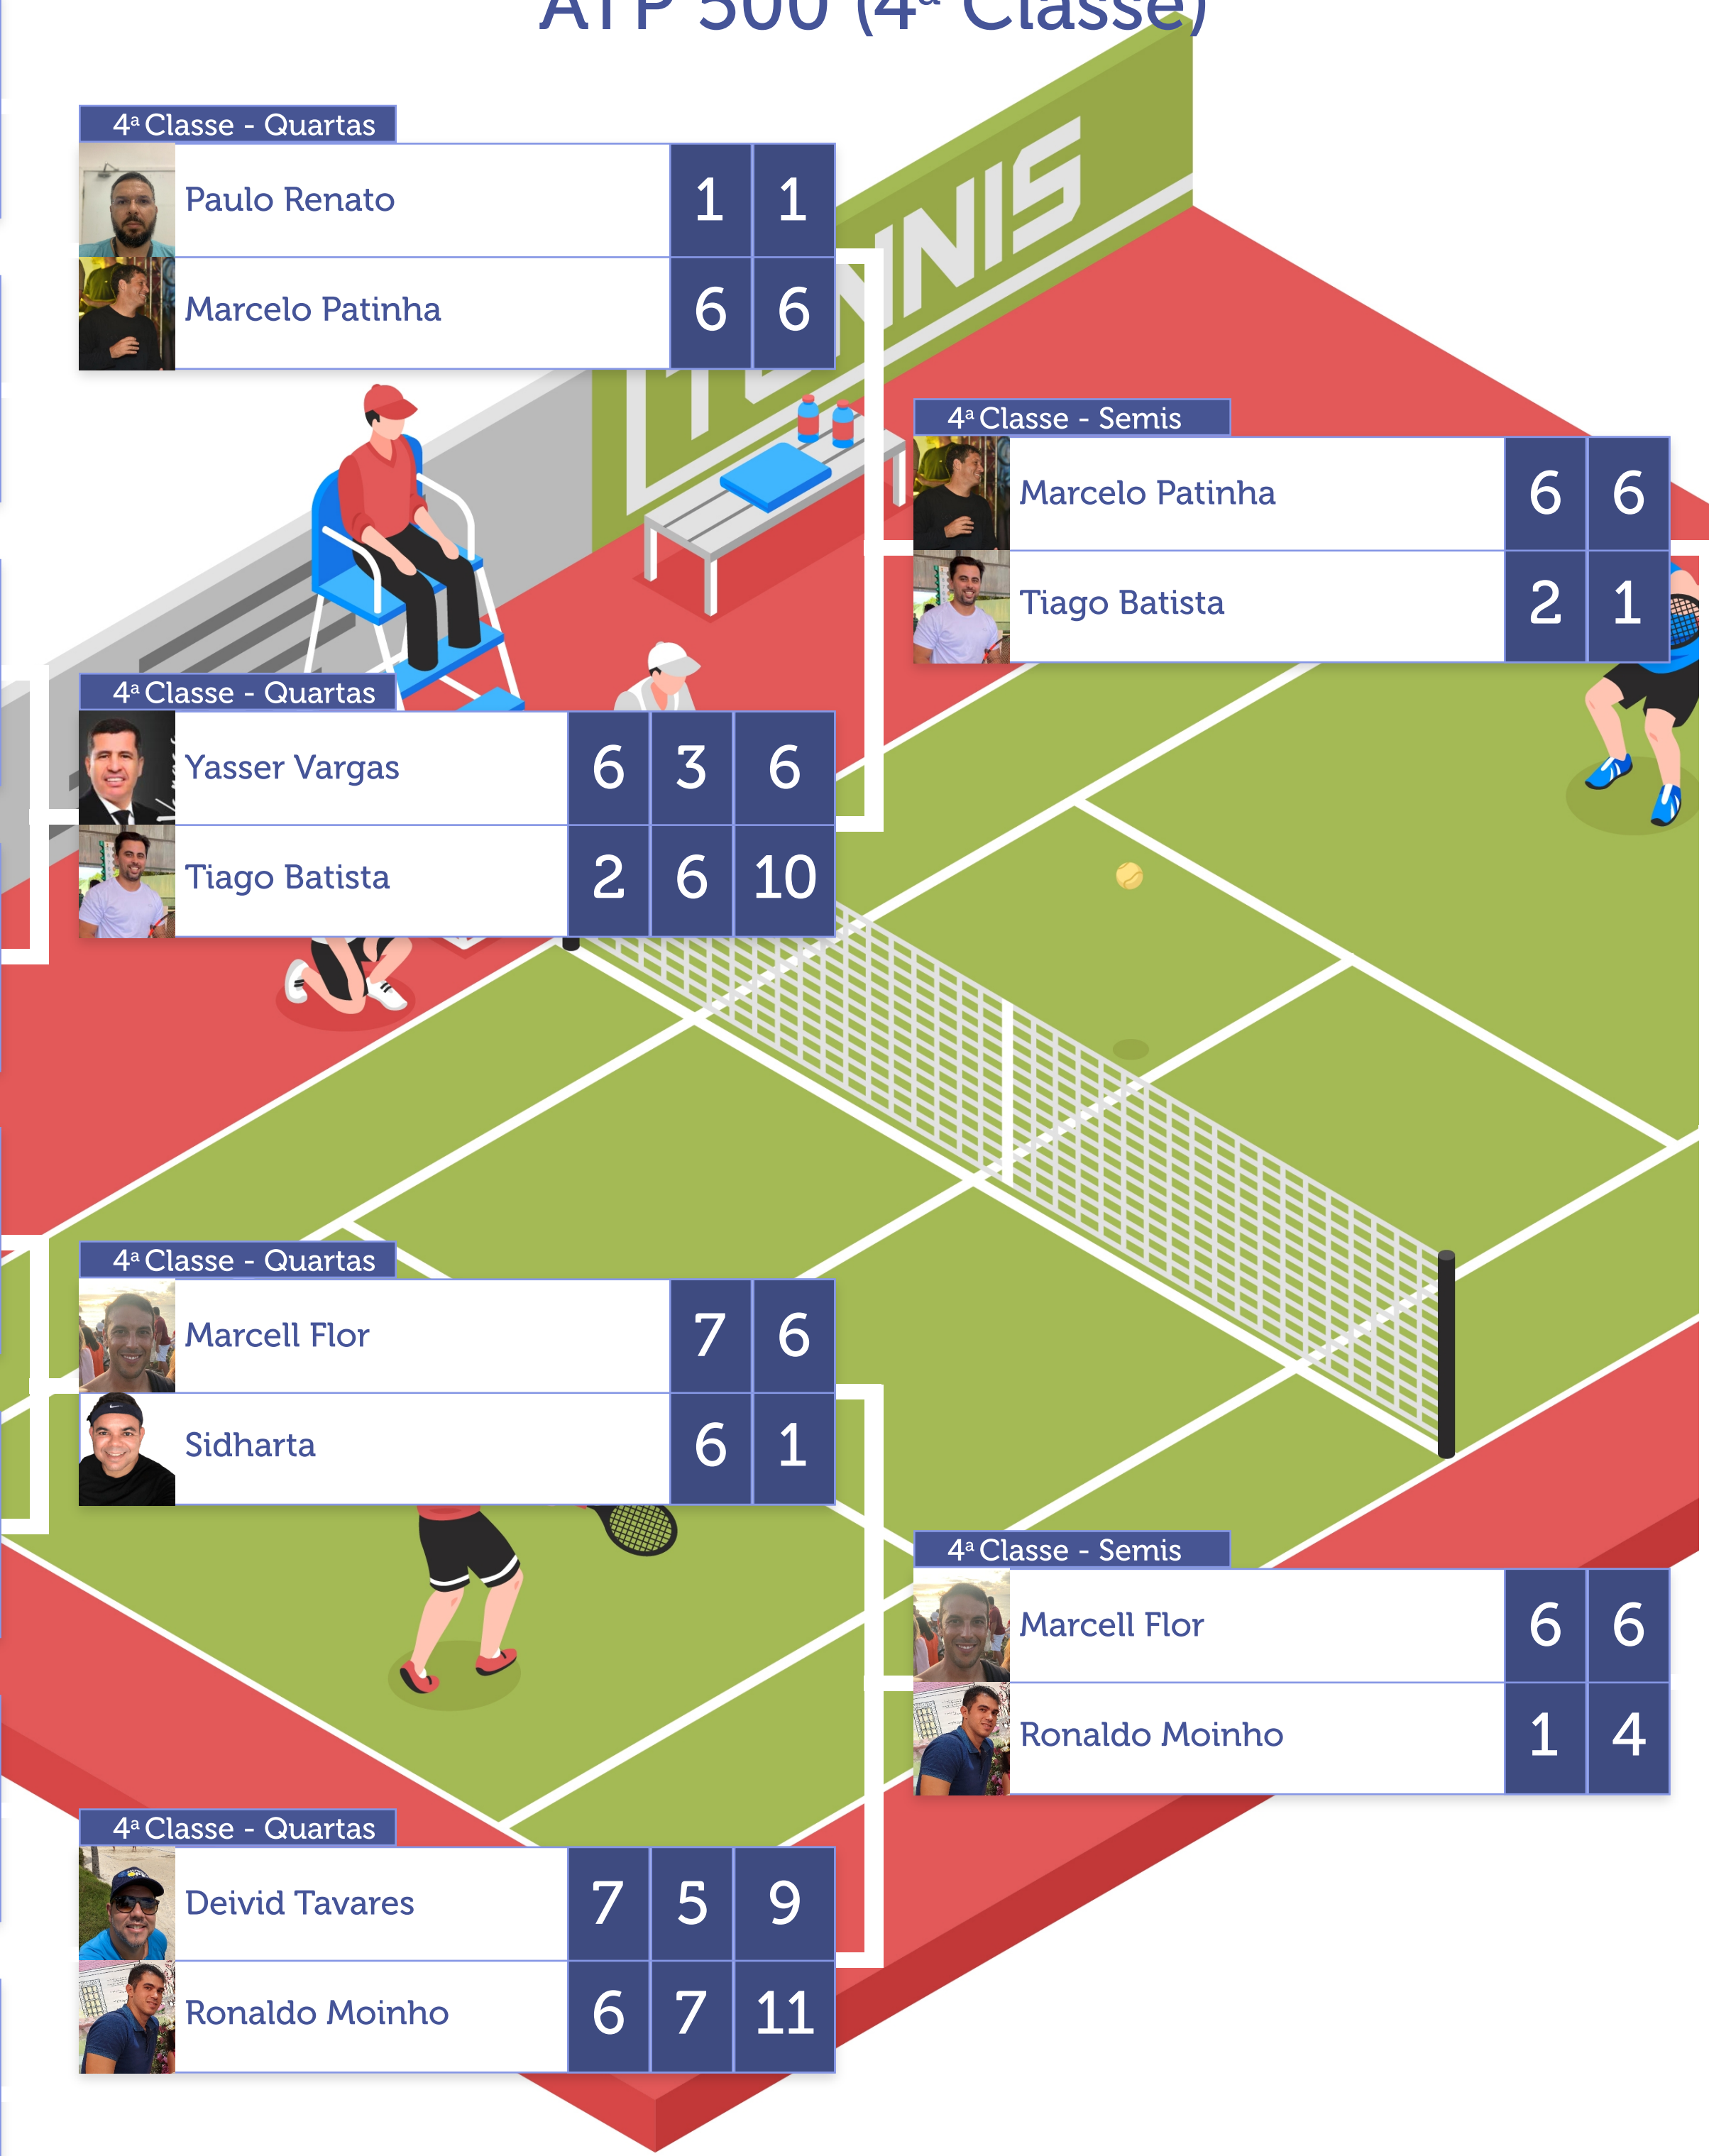 ATP 500 (4ª Classe)
4ª Classe - Quartas
Paulo Renato 1 1
Marcelo Patinha 6 6
4ª Classe - Semis
Marcelo Patinha 6 6
Tiago Batista 2 1
4ª Classe - Quartas
Yasser Vargas 6 3 6
Tiago Batista 2 6 10
4ª Classe - Quartas
Marcell Flor 7 6
Sidharta 6 1
4ª Classe - Semis
Marcell Flor 6 6
Ronaldo Moinho 1 4
4ª Classe - Quartas
Deivid Tavares 7 5 9
Ronaldo Moinho 6 7 11